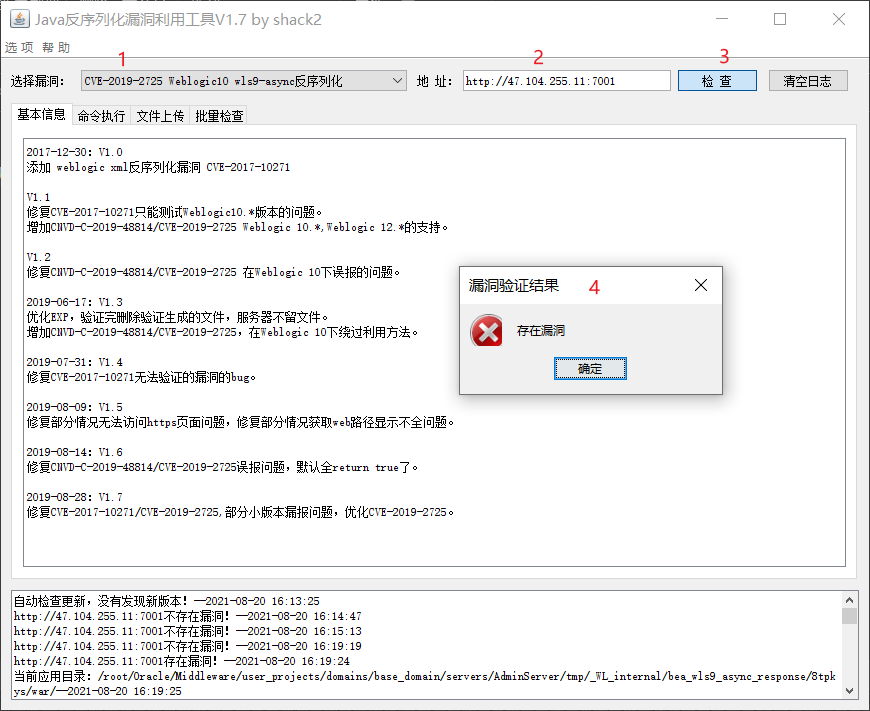 Java反序列化漏洞利用工具V1.7 by shack2
选项 帮助
1 2 3
选择漏洞： CVE-2019-2725 Weblogic10 wls9-async反序列化 地 址： http://47.104.255.11:7001 检 查 清空日志
基本信息 命令执行 文件上传 批量检查
2017-12-30：V1.0
添加 weblogic xml反序列化漏洞 CVE-2017-10271
V1.1
修复CVE-2017-10271只能测试Weblogic10.*版本的问题。
增加CNVD-C-2019-48814/CVE-2019-2725 Weblogic 10.*,Weblogic 12.*的支持。
V1.2
修复CNVD-C-2019-48814/CVE-2019-2725 在Weblogic 10下误报的问题。
2019-06-17：V1.3
优化EXP，验证完删除验证生成的文件，服务器不留文件。
增加CNVD-C-2019-48814/CVE-2019-2725，在Weblogic 10下绕过利用方法。
2019-07-31：V1.4
修复CVE-2017-10271无法验证的漏洞的bug。
2019-08-09：V1.5
修复部分情况无法访问https页面问题，修复部分情况获取web路径显示不全问题。
2019-08-14：V1.6
修复CNVD-C-2019-48814/CVE-2019-2725误报问题，默认全return true了。
2019-08-28：V1.7
修复CVE-2017-10271/CVE-2019-2725,部分小版本漏报问题，优化CVE-2019-2725。
漏洞验证结果 4
存在漏洞
确定
自动检查更新，没有发现新版本！--2021-08-20 16:13:25
http://47.104.255.11:7001不存在漏洞！--2021-08-20 16:14:47
http://47.104.255.11:7001不存在漏洞！--2021-08-20 16:15:13
http://47.104.255.11:7001不存在漏洞！--2021-08-20 16:19:19
http://47.104.255.11:7001存在漏洞！--2021-08-20 16:19:24
当前应用目录：/root/Oracle/Middleware/user_projects/domains/base_domain/servers/AdminServer/tmp/_WL_internal/bea_wls9_async_response/8tpk
ys/war/--2021-08-20 16:19:25